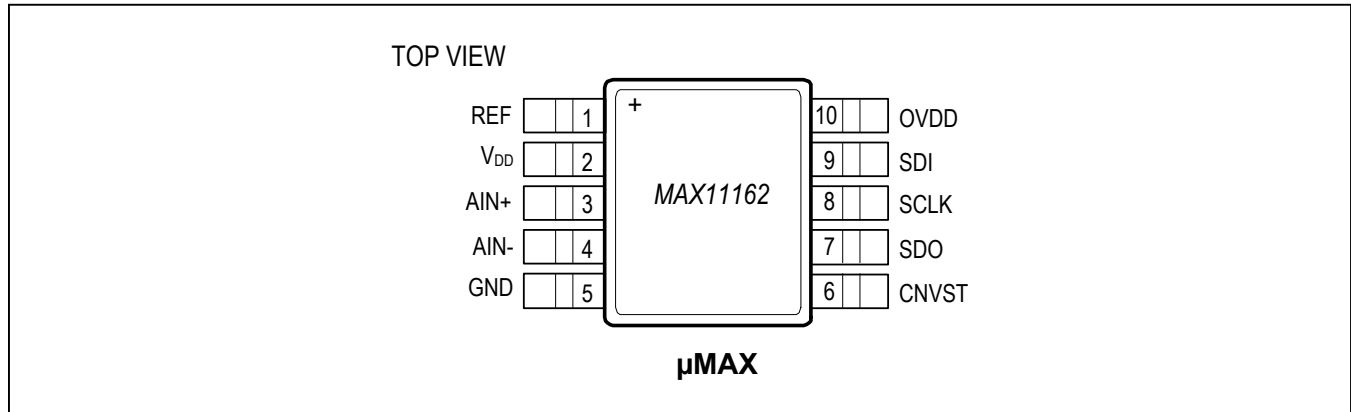 TOP VIEW
REF 1 + 10 OVDD
VDD 2 9 SDI
AIN+ 3 MAX11162 8 SCLK
AIN- 4 7 SDO
GND 5 6 CNVST
µMAX